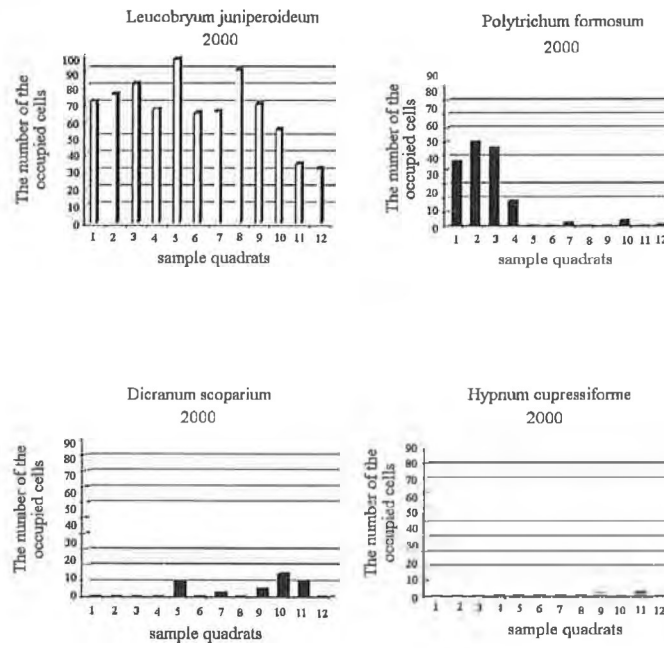 Leucobryum juniperoideum
2000
The number of the
occupied cells
100
90
80
70
60
50
40
30
20
10
0
1 2 3 4 5 6 7 8 9 10 11 12
sample quadrats
Polytrichum formosum
2000
The number of the
occupied cells
90
80
70
60
50
40
30
20
10
0
1 2 3 4 5 6 7 8 9 10 11 12
sample quadrats
Dicranum scoparium
2000
The number of the
occupied cells
90
80
70
60
50
40
30
20
10
0
1 2 3 4 5 6 7 8 9 10 11 12
sample quadrats
Hypnum cupressiforme
2000
The number of the
occupied cells
90
80
70
60
50
40
30
20
10
0
1 2 3 4 5 6 7 8 9 10 11 12
sample quadrats